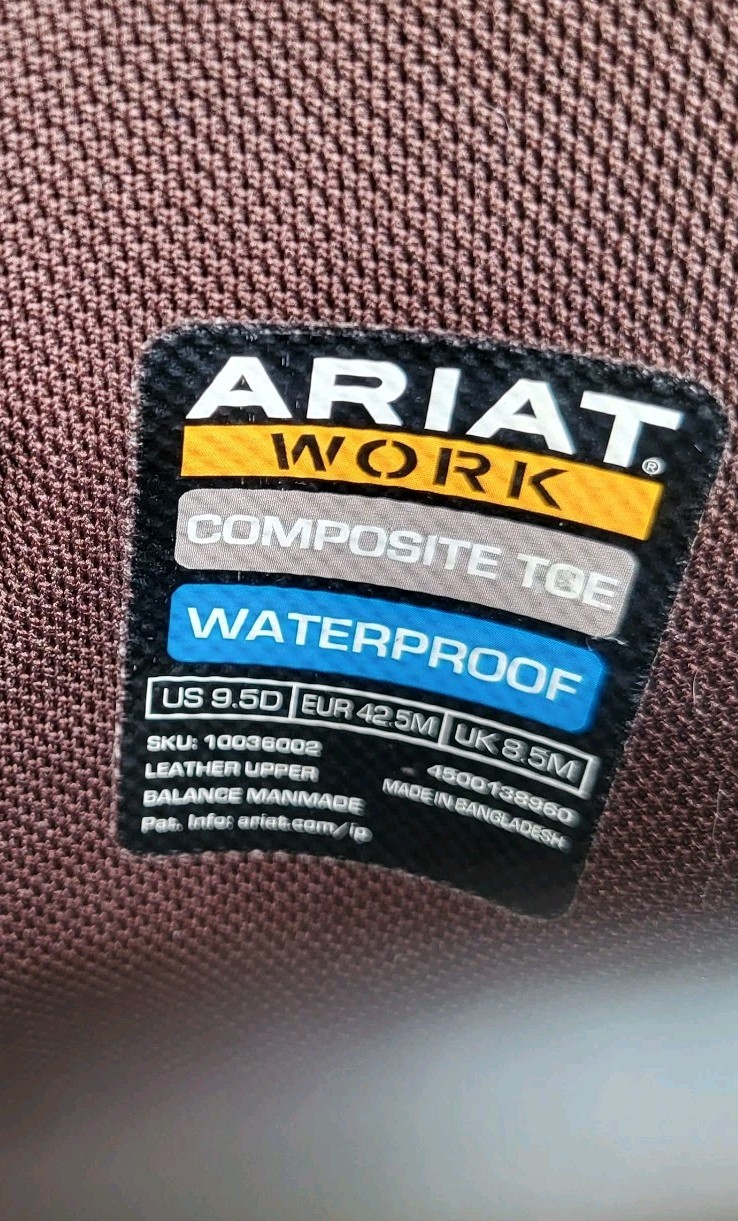 ARIAT®
WORK
COMPOSITE TOE
WATERPROOF
US 9.5D EUR 42.5M UK 8.5M
SKU: 10036002
LEATHER UPPER
BALANCE MANMADE
Pat. Info: ariat.com/ip
4500138960
MADE IN BANGLADESH